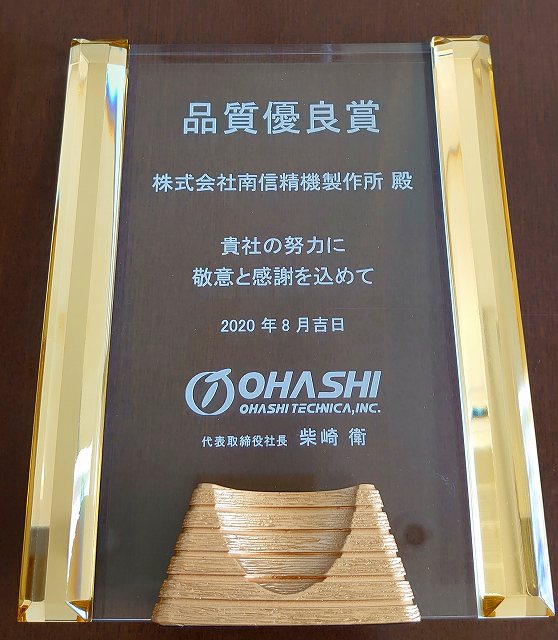 品質優良賞
株式会社南信精機製作所 殿
貴社の努力に
敬意と感謝を込めて
2020 年 8 月吉日
OHASHI
OHASHI TECHNICA, INC.
代表取締役社長 柴崎 衛